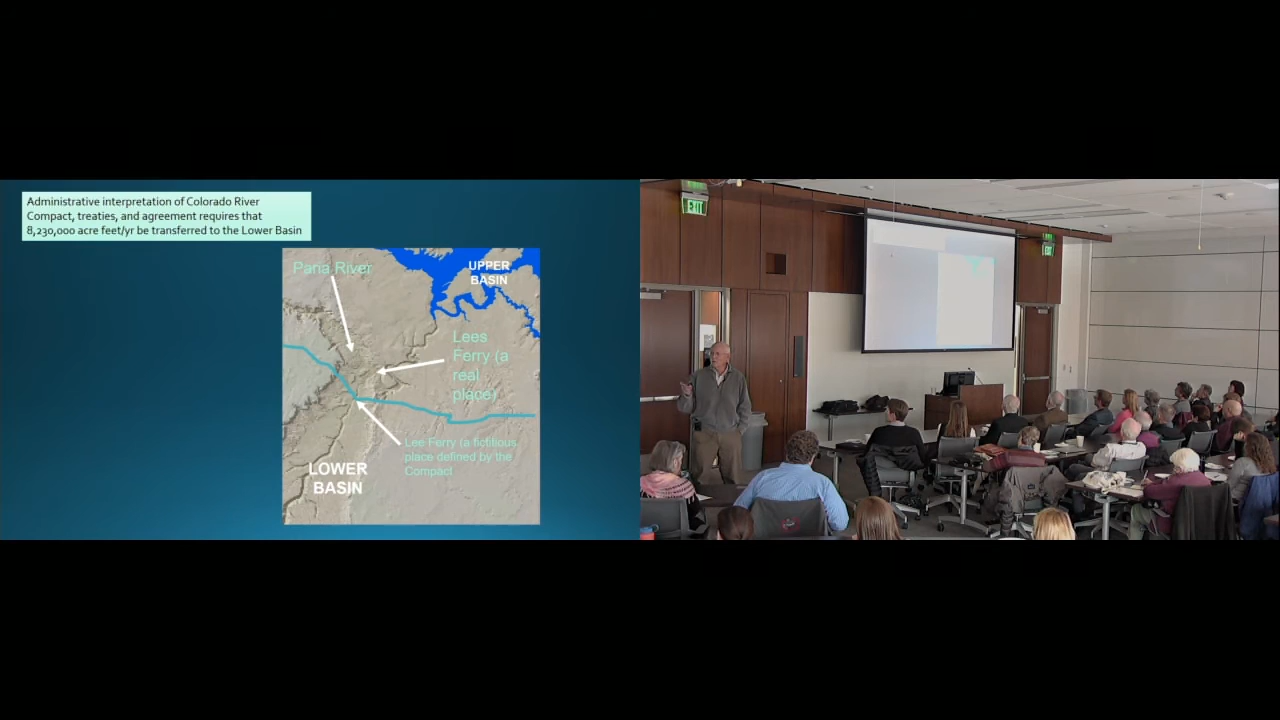 Administrative interpretation of Colorado River
Compact, treaties, and agreement requires that
8,230,000 acre feet/yr be transferred to the Lower Basin
Paria River
UPPER
BASIN
Lees
Ferry (a
real
place)
Lee Ferry (a fictitious
place defined by the
Compact
LOWER
BASIN
EXIT
EXIT